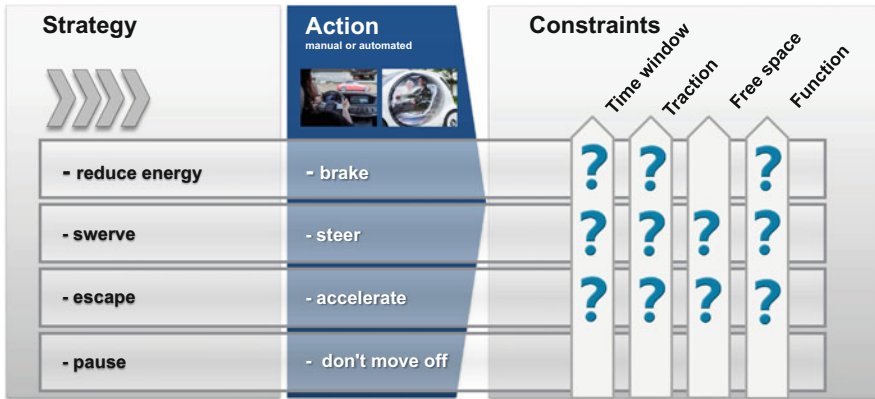 Strategy
Action
manual or automated
Constraints
Time window
Traction
Free space
Function
- reduce energy
- brake
? ? ?
- swerve
- steer
? ? ? ?
- escape
- accelerate
? ? ? ?
- pause
- don't move off